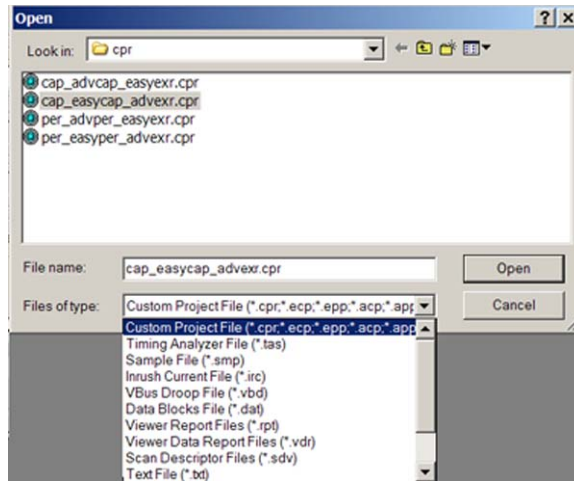 Open
Look in: cpr
cap_advcap_easyexr.cpr
cap_easycap_advexr.cpr
per_advper_easyexr.cpr
per_easyper_advexr.cpr
File name: cap_easycap_advexr.cpr Open
Files of type: Custom Project File (*.cpr;*.ecp;*.epp;*.acp;*.app Cancel
Custom Project File (*.cpr;*.ecp;*.epp;*.acp;*.app
Timing Analyzer File (*.tas)
Sample File (*.smp)
Inrush Current File (*.irc)
VBus Droop File (*.vbd)
Data Blocks File (*.dat)
Viewer Report Files (*.rpt)
Viewer Data Report Files (*.vdr)
Scan Descriptor Files (*.sdv)
Text File (*.txt)